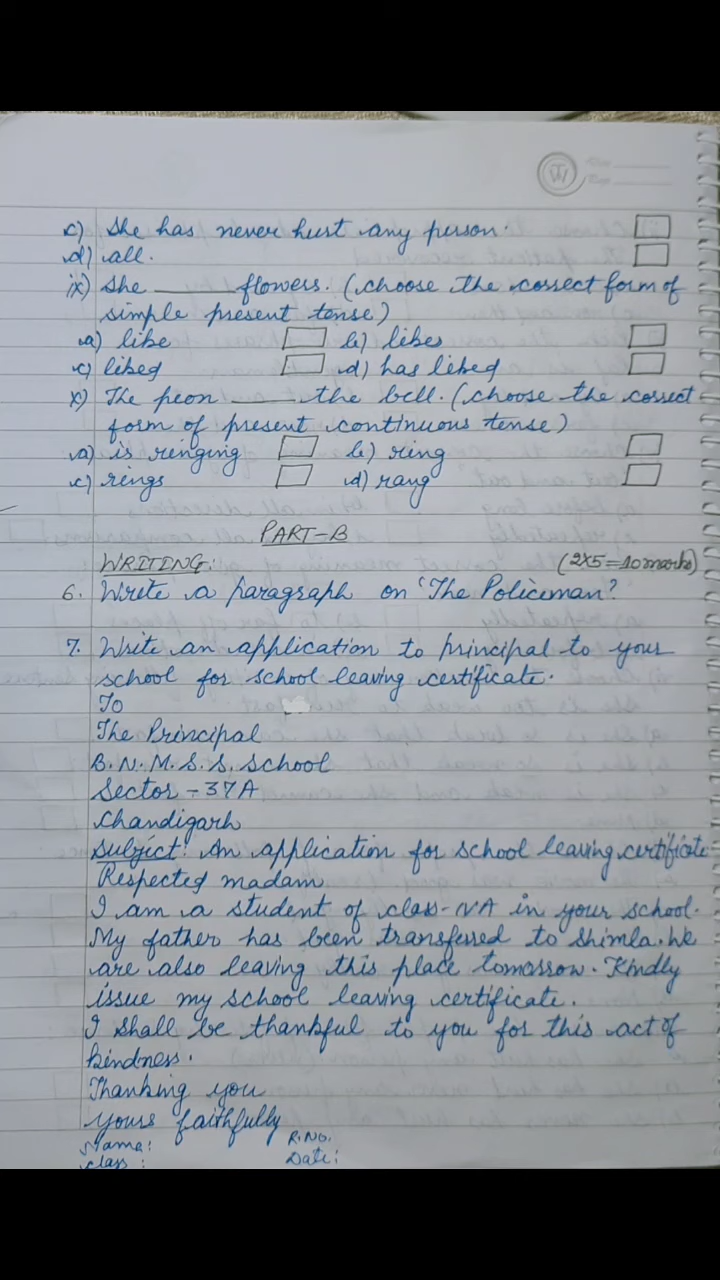 c) She has never hurt any person.
d) all.
ix) She ______ flowers. (choose the correct form of
simple present tense)
a) like b) likes
c) liked d) has liked
x) The peon ______ the bell. (choose the correct
form of present continuous tense)
a) is ringing b) ring
c) rings d) rang
PART-B
WRITING: (2X5=10 marks)
6. Write a paragraph on 'The Policeman'.
7. Write an application to principal to your
school for school leaving certificate.
To
The Principal
B.N.M.S.S. School
Sector - 37A
Chandigarh
Subject: An application for school leaving certificate
Respected madam
I am a student of class-IVA in your school.
My father has been transferred to Shimla. We
are also leaving this place tomorrow. Kindly
issue my school leaving certificate.
I shall be thankful to you for this act of
kindness.
Thanking you
yours faithfully
Name: R.No.
Class: Date: